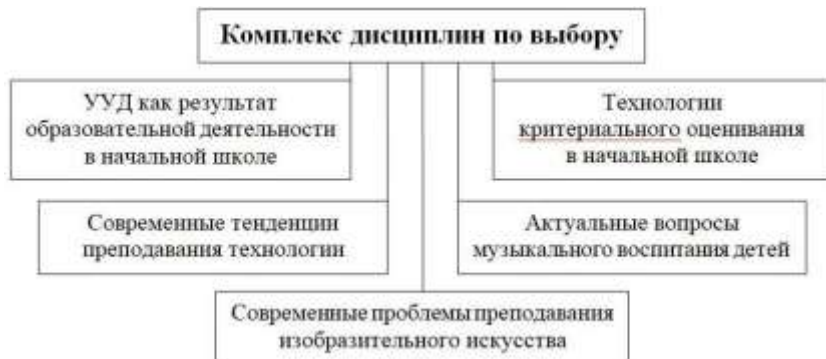 Комплекс дисциплин по выбору
УУД как результат
образовательной деятельности
в начальной школе
Технологии
критериального оценивания
в начальной школе
Современные тенденции
преподавания технологии
Актуальные вопросы
музыкального воспитания детей
Современные проблемы преподавания
изобразительного искусства